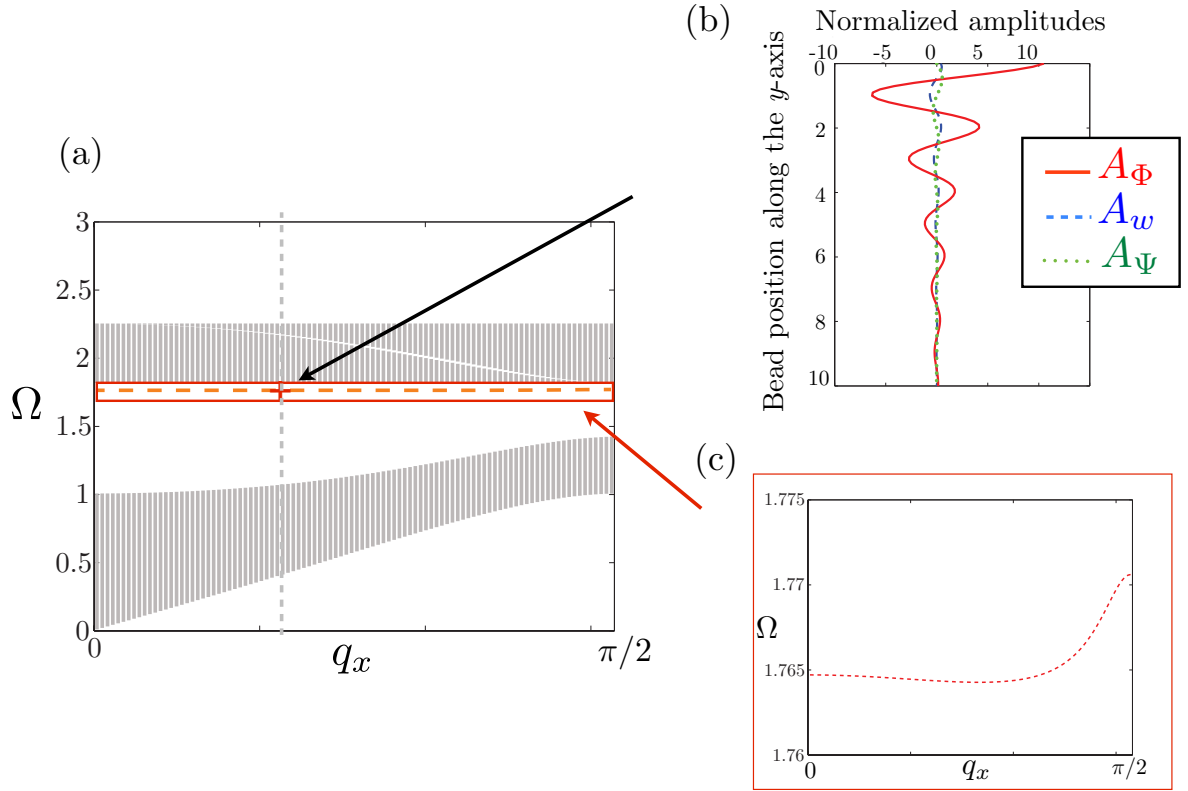 (a)
3
2.5
2
1.5
1
0.5
0
Ω
0
q_x
π/2
(b)
Normalized amplitudes
-10 -5 0 5 10
Bead position along the y-axis
0
2
4
6
8
10
A_Φ
A_w
A_Ψ
(c)
1.775
1.77
1.765
1.76
Ω
0
q_x
π/2